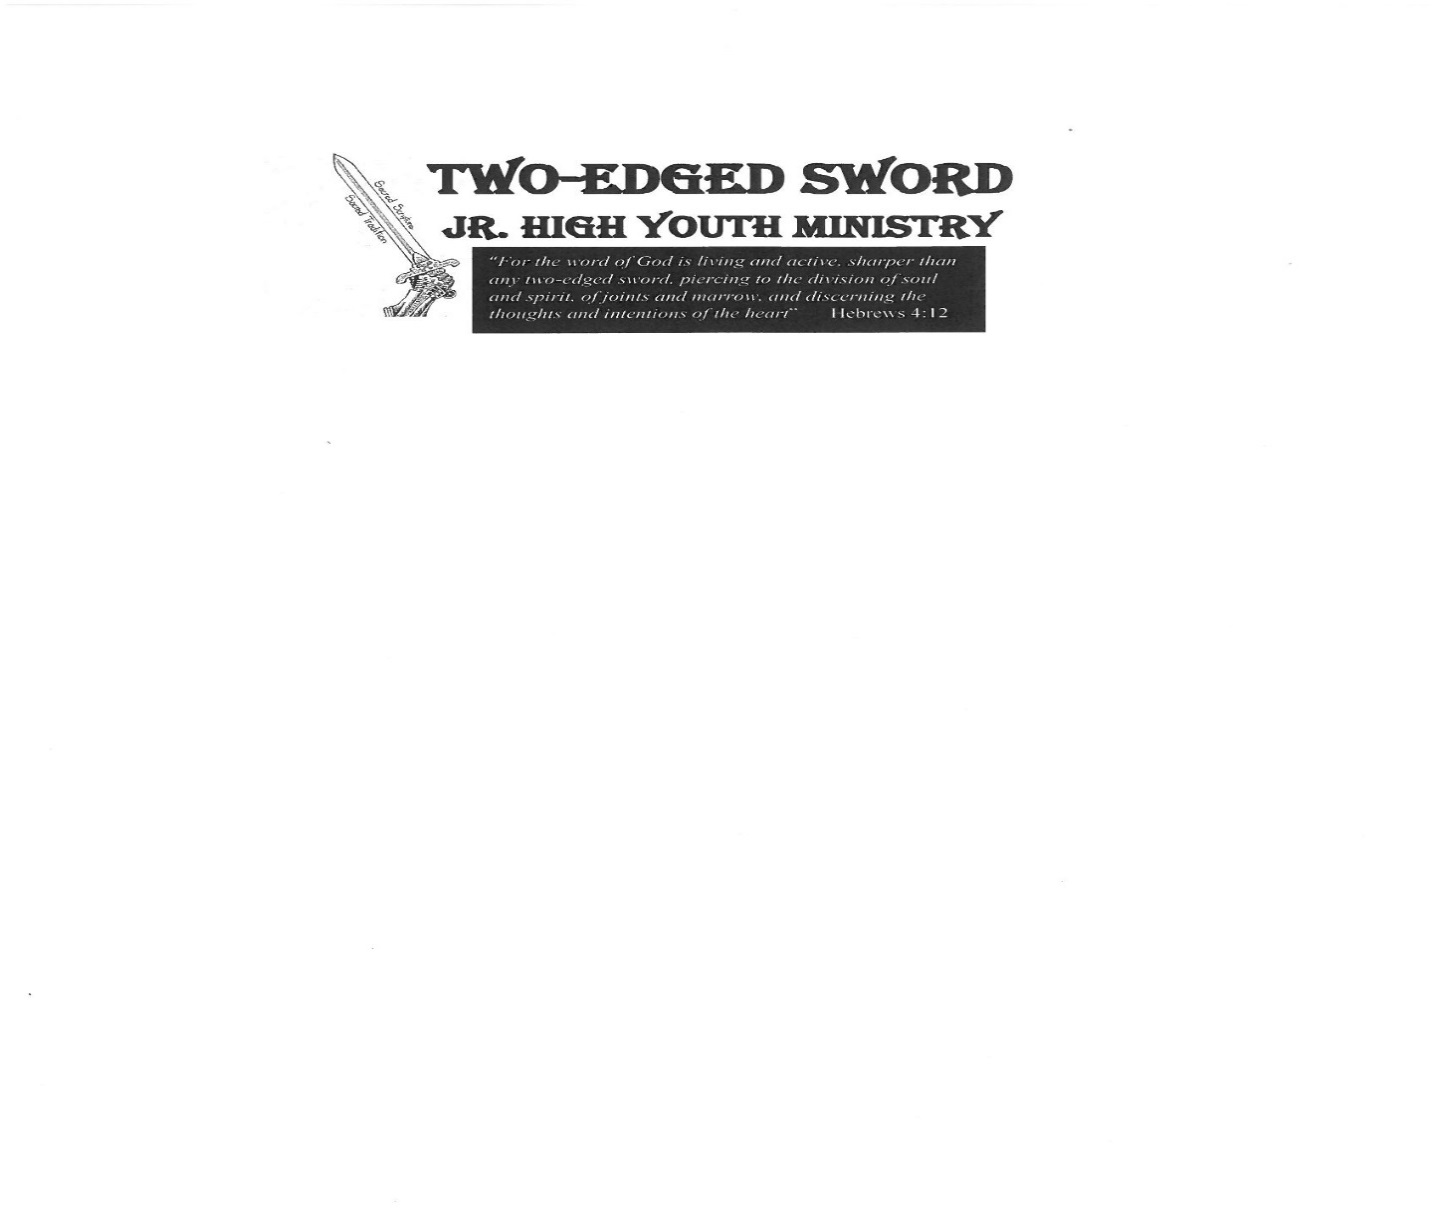 TWO-EDGED SWORD
JR. HIGH YOUTH MINISTRY
Sacred Scripture
Sacred Tradition
"For the word of God is living and active, sharper than
any two-edged sword, piercing to the division of soul
and spirit, of joints and marrow, and discerning the
thoughts and intentions of the heart" Hebrews 4:12